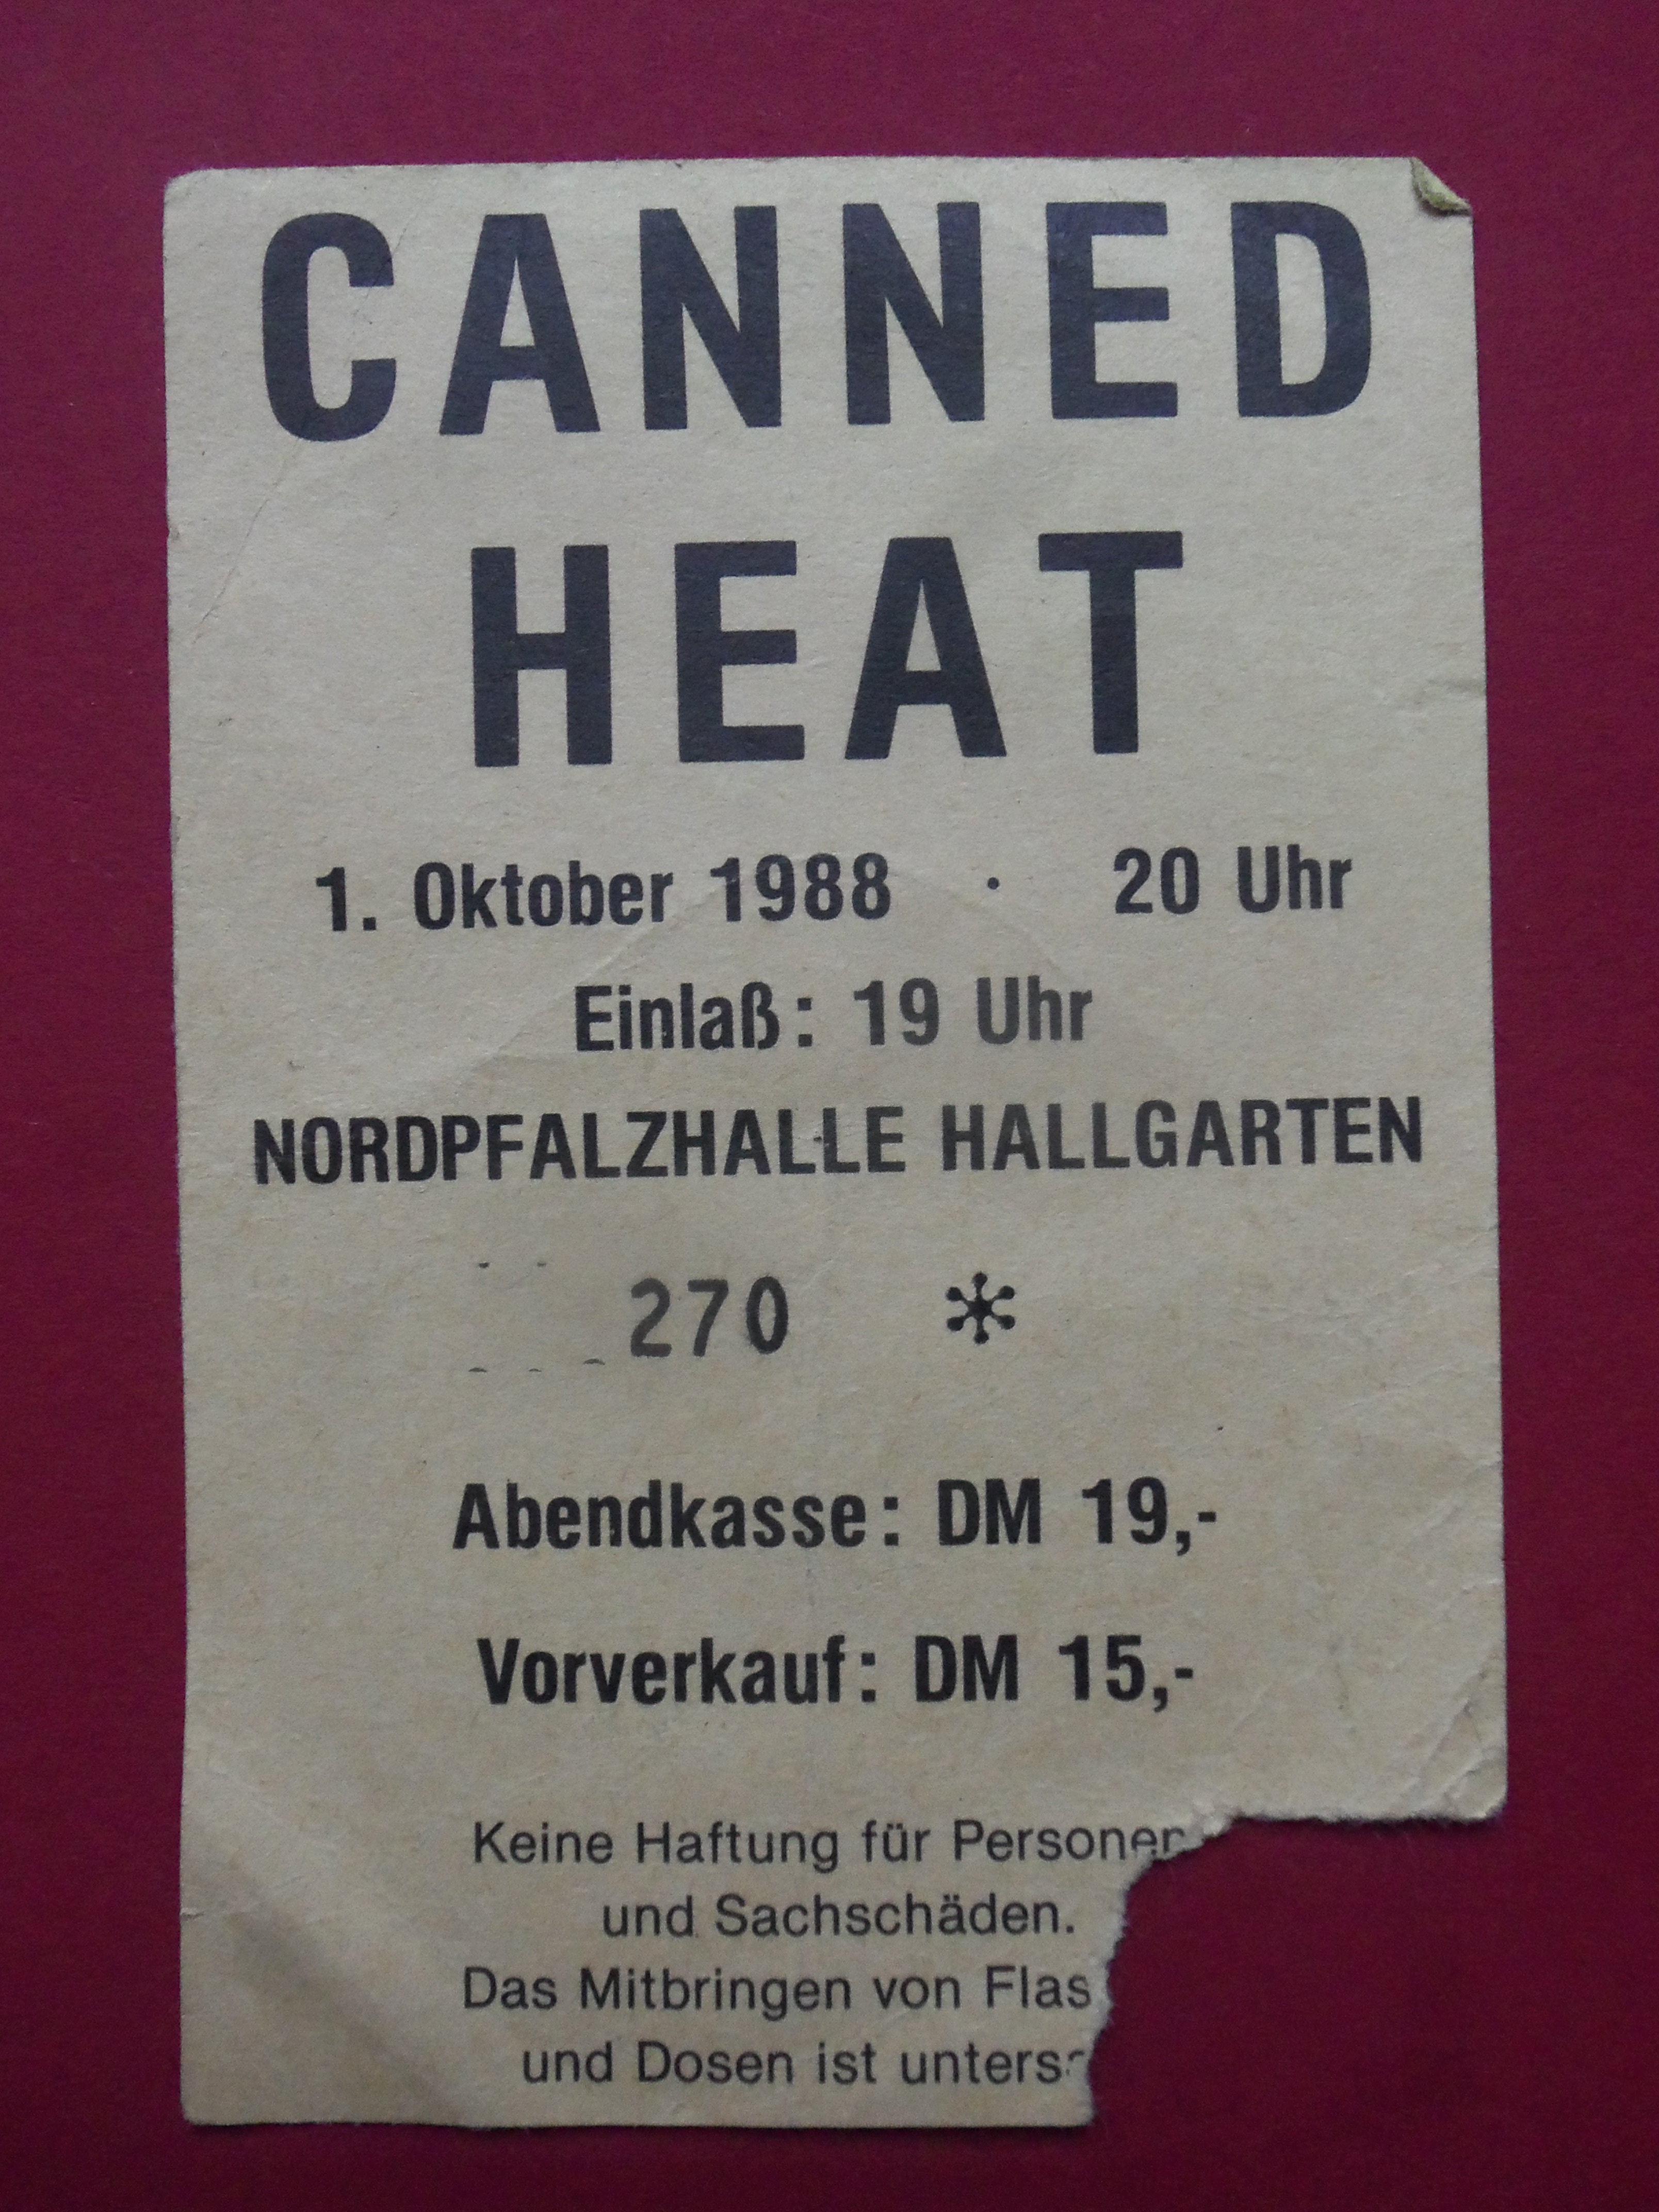 CANNED
HEAT
1. Oktober 1988 · 20 Uhr
Einlaß: 19 Uhr
NORDPFALZHALLE HALLGARTEN
270 *
Abendkasse: DM 19,-
Vorverkauf: DM 15,-
Keine Haftung für Personen
und Sachschäden.
Das Mitbringen von Flas
und Dosen ist unters